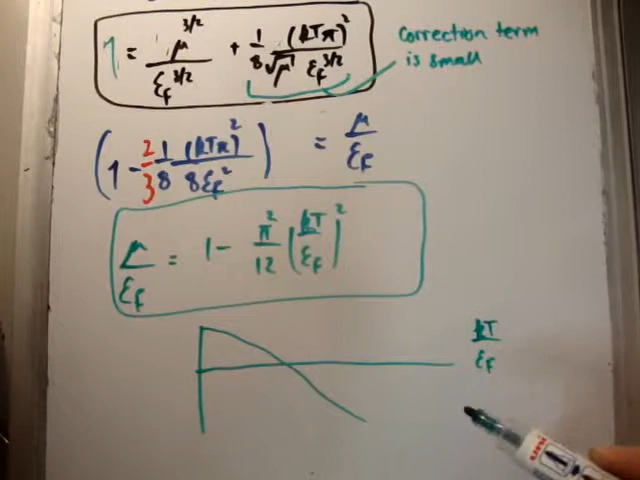 1 = μ^{3/2}/ε_F^{3/2} + 1/8 (kTπ)^2/(√μ ε_F^{3/2})
Correction term
is small
(1 - 2/3 1/8 (kTπ)^2/(8ε_F^2)) = μ/ε_F
μ/ε_F = 1 - π^2/12 (kT/ε_F)^2
kT/ε_F
uni